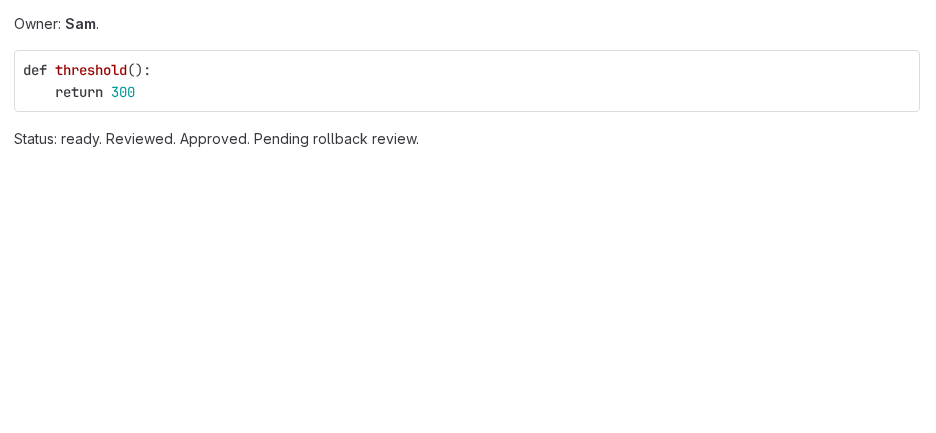 Owner: Sam.
def threshold():
    return 300
Status: ready. Reviewed. Approved. Pending rollback review.